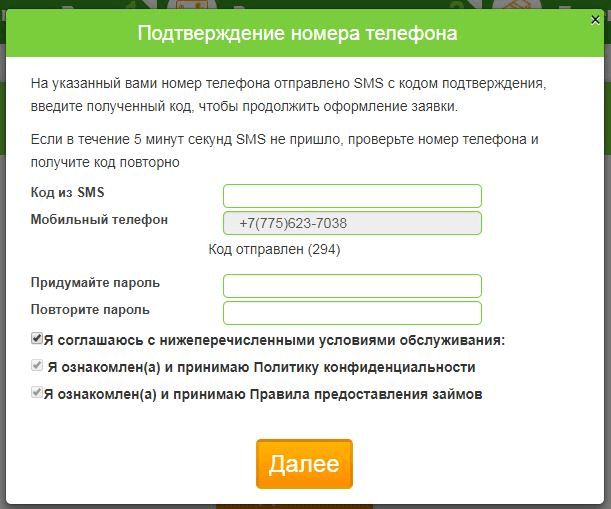 Подтверждение номера телефона
×
На указанный вами номер телефона отправлено SMS с кодом подтверждения,
введите полученный код, чтобы продолжить оформление заявки.
Если в течение 5 минут секунд SMS не пришло, проверьте номер телефона и
получите код повторно
Код из SMS
Мобильный телефон +7(775)623-7038
Код отправлен (294)
Придумайте пароль
Повторите пароль
Я соглашаюсь с нижеперечисленными условиями обслуживания:
Я ознакомлен(а) и принимаю Политику конфиденциальности
Я ознакомлен(а) и принимаю Правила предоставления займов
Далее